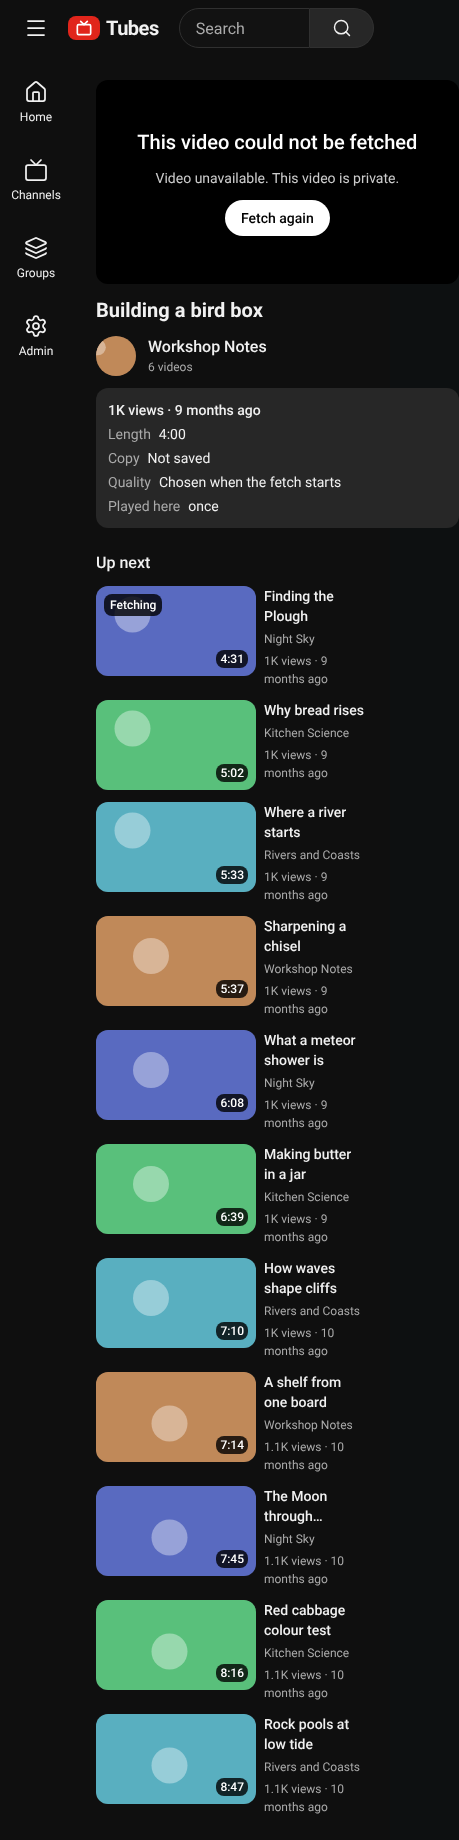 Tubes
Search
Home
Channels
Groups
Admin
This video could not be fetched
Video unavailable. This video is private.
Fetch again
Building a bird box
Workshop Notes
6 videos
1K views · 9 months ago
Length 4:00
Copy Not saved
Quality Chosen when the fetch starts
Played here once
Up next
Fetching
4:31
Finding the
Plough
Night Sky
1K views · 9
months ago
5:02
Why bread rises
Kitchen Science
1K views · 9
months ago
5:33
Where a river
starts
Rivers and Coasts
1K views · 9
months ago
5:37
Sharpening a
chisel
Workshop Notes
1K views · 9
months ago
6:08
What a meteor
shower is
Night Sky
1K views · 9
months ago
6:39
Making butter
in a jar
Kitchen Science
1K views · 9
months ago
7:10
How waves
shape cliffs
Rivers and Coasts
1K views · 10
months ago
7:14
A shelf from
one board
Workshop Notes
1.1K views · 10
months ago
7:45
The Moon
through…
Night Sky
1.1K views · 10
months ago
8:16
Red cabbage
colour test
Kitchen Science
1.1K views · 10
months ago
8:47
Rock pools at
low tide
Rivers and Coasts
1.1K views · 10
months ago